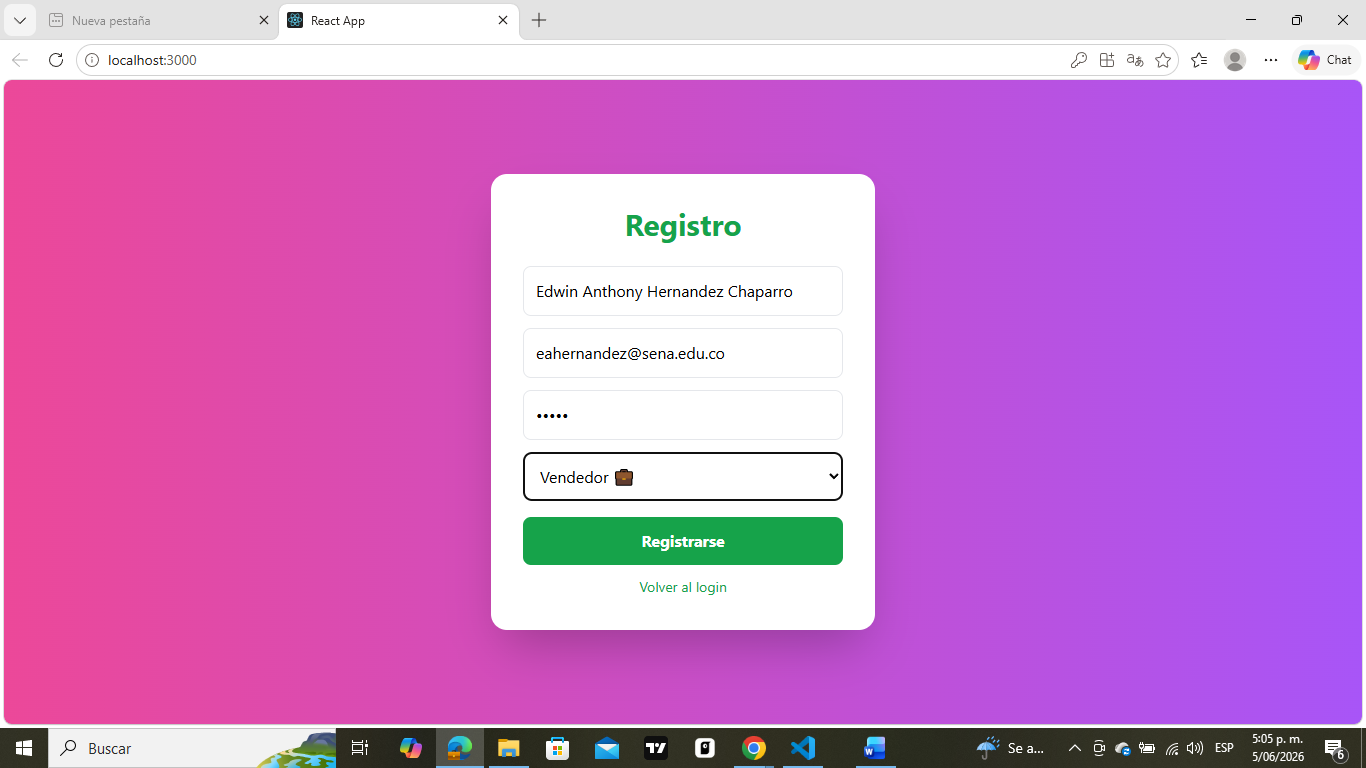 Nueva pestaña
React App
localhost:3000
Chat
Registro
Edwin Anthony Hernandez Chaparro
eahernandez@sena.edu.co
•••••
Vendedor 💼
Registrarse
Volver al login
Buscar
Se a...
ESP
5:05 p. m.
5/06/2026
6